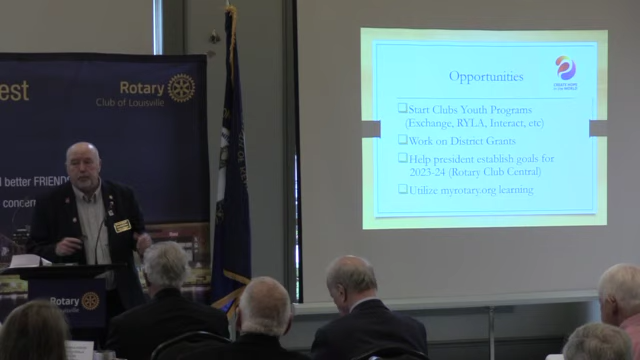 est
Rotary
Club of Louisville
d better FRIEND
concern
Rotary
Opportunities
Start Clubs Youth Programs
(Exchange, RYLA, Interact, etc)
Work on District Grants
Help president establish goals for
2023-24 (Rotary Club Central)
Utilize myrotary.org learning